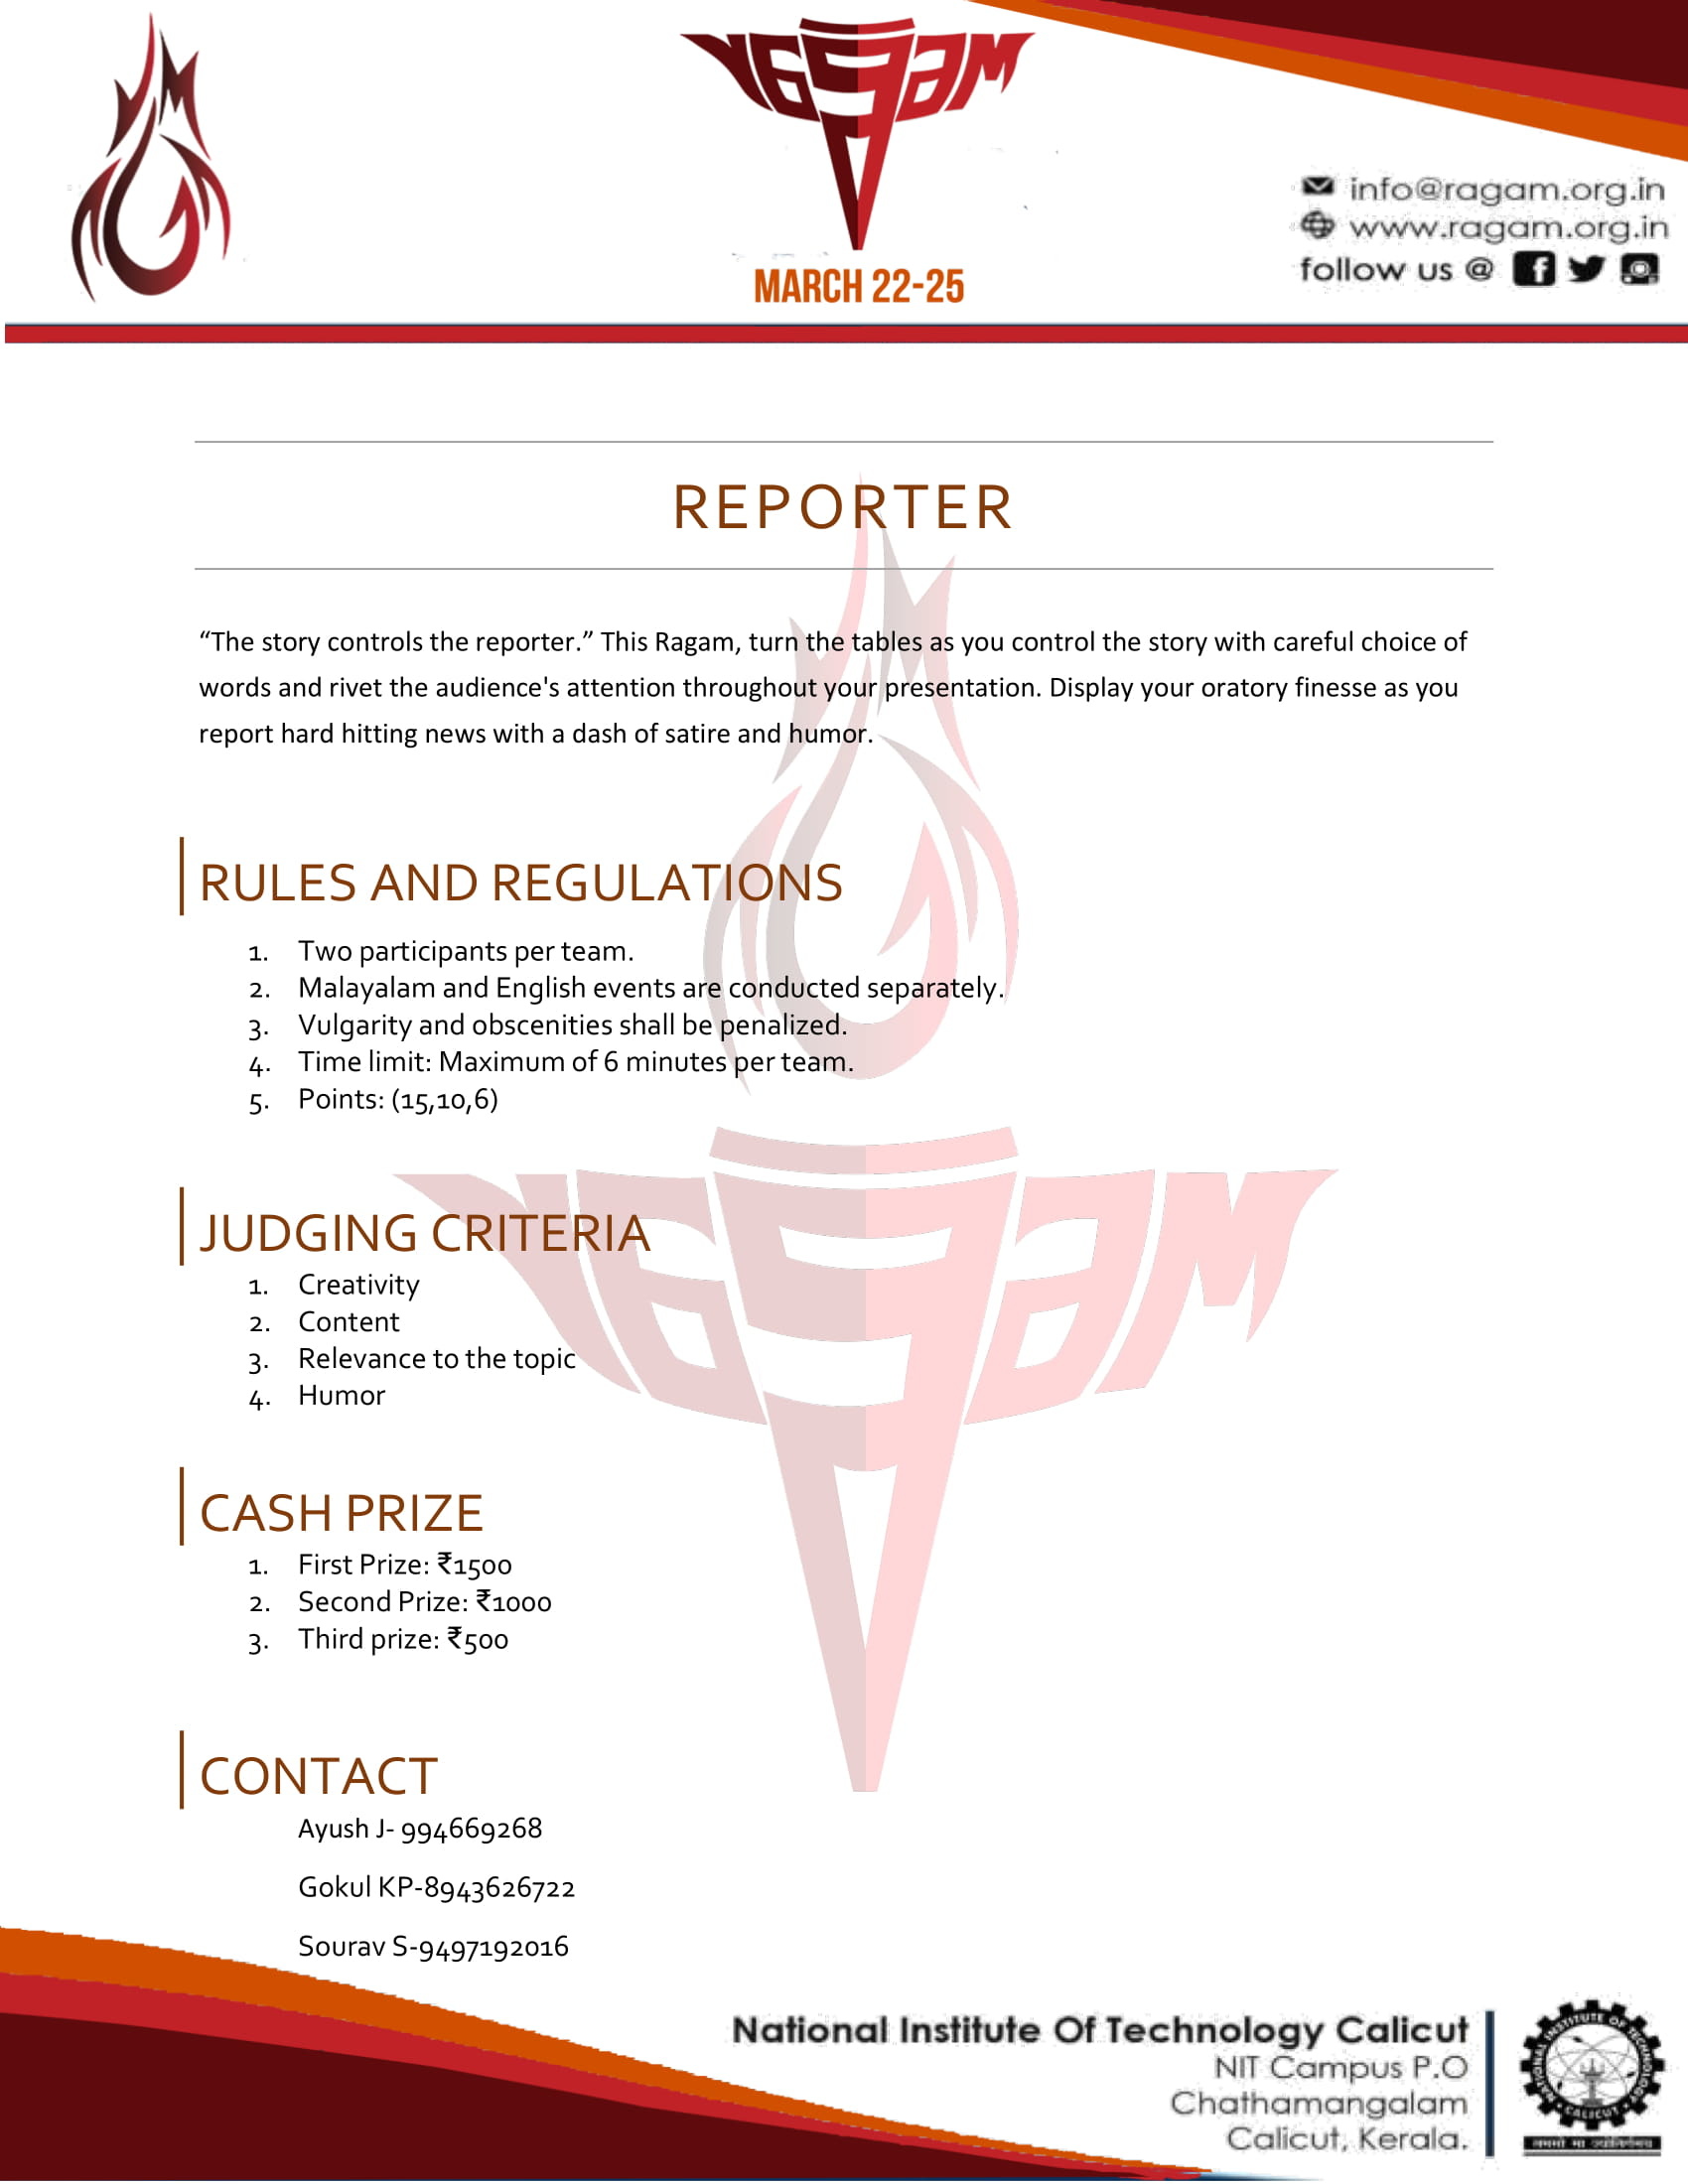 ragam
MARCH 22-25
info@ragam.org.in
www.ragam.org.in
follow us @
REPORTER
“The story controls the reporter.” This Ragam, turn the tables as you control the story with careful choice of
words and rivet the audience's attention throughout your presentation. Display your oratory finesse as you
report hard hitting news with a dash of satire and humor.
RULES AND REGULATIONS
1. Two participants per team.
2. Malayalam and English events are conducted separately.
3. Vulgarity and obscenities shall be penalized.
4. Time limit: Maximum of 6 minutes per team.
5. Points: (15,10,6)
JUDGING CRITERIA
1. Creativity
2. Content
3. Relevance to the topic
4. Humor
CASH PRIZE
1. First Prize: ₹1500
2. Second Prize: ₹1000
3. Third prize: ₹500
CONTACT
Ayush J- 994669268
Gokul KP-8943626722
Sourav S-9497192016
National Institute Of Technology Calicut
NIT Campus P.O
Chathamangalam
Calicut, Kerala.
NATIONAL INSTITUTE OF TECHNOLOGY
CALICUT